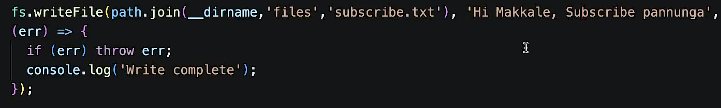 fs.writeFile(path.join(__dirname,'files','subscribe.txt'), 'Hi Makkale, Subscribe pannunga',
(err) => {
if (err) throw err;
console.log('Write complete');
});